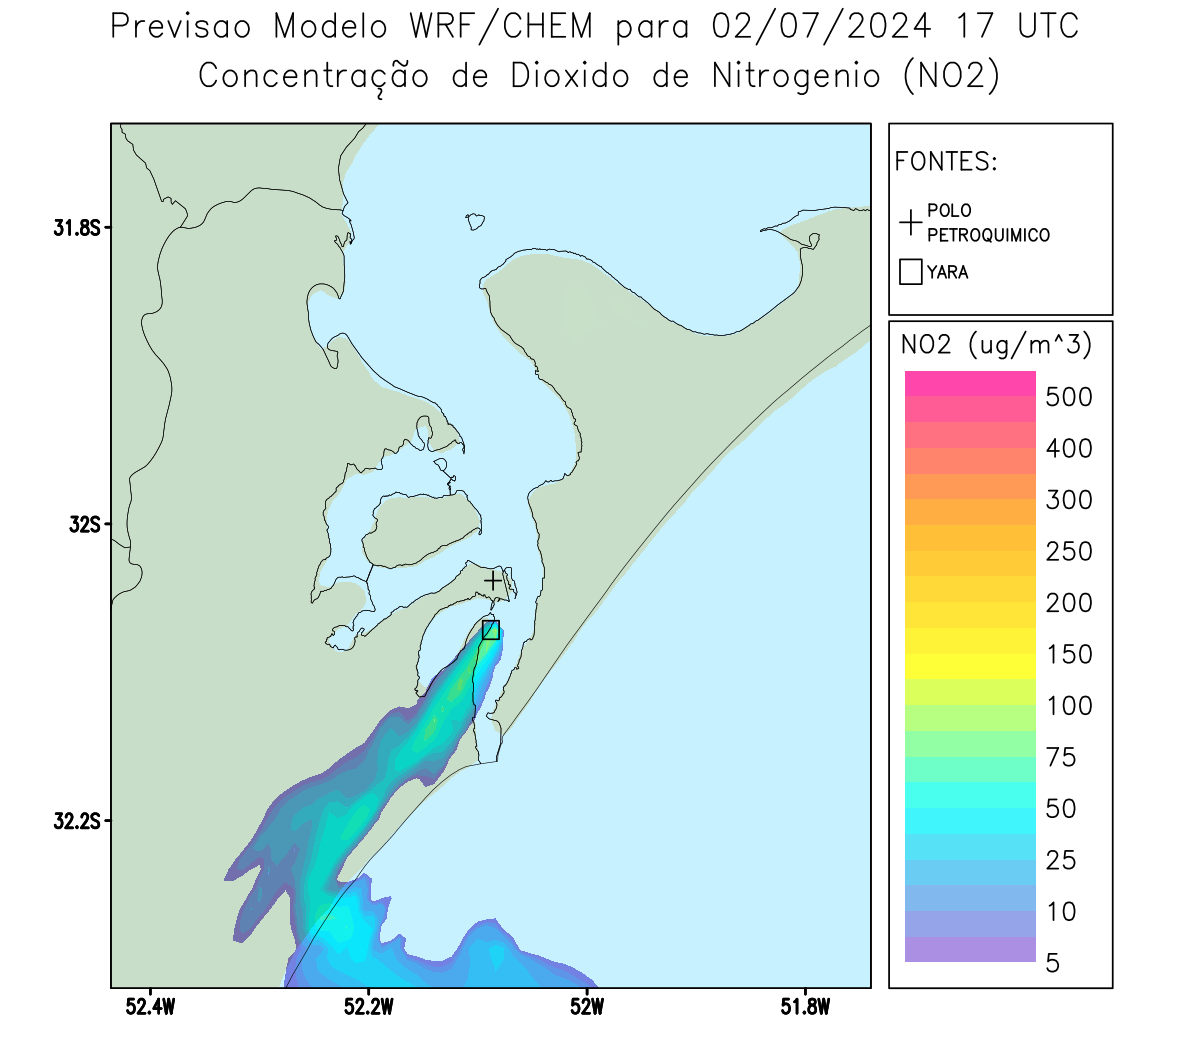 Previsao Modelo WRF/CHEM para 02/07/2024 17 UTC
Concentração de Dioxido de Nitrogenio (NO2)
FONTES:
POLO
PETROQUIMICO
YARA
NO2 (ug/m^3)
500
400
300
250
200
150
100
75
50
25
10
5
31.8S
32S
32.2S
52.4W
52.2W
52W
51.8W